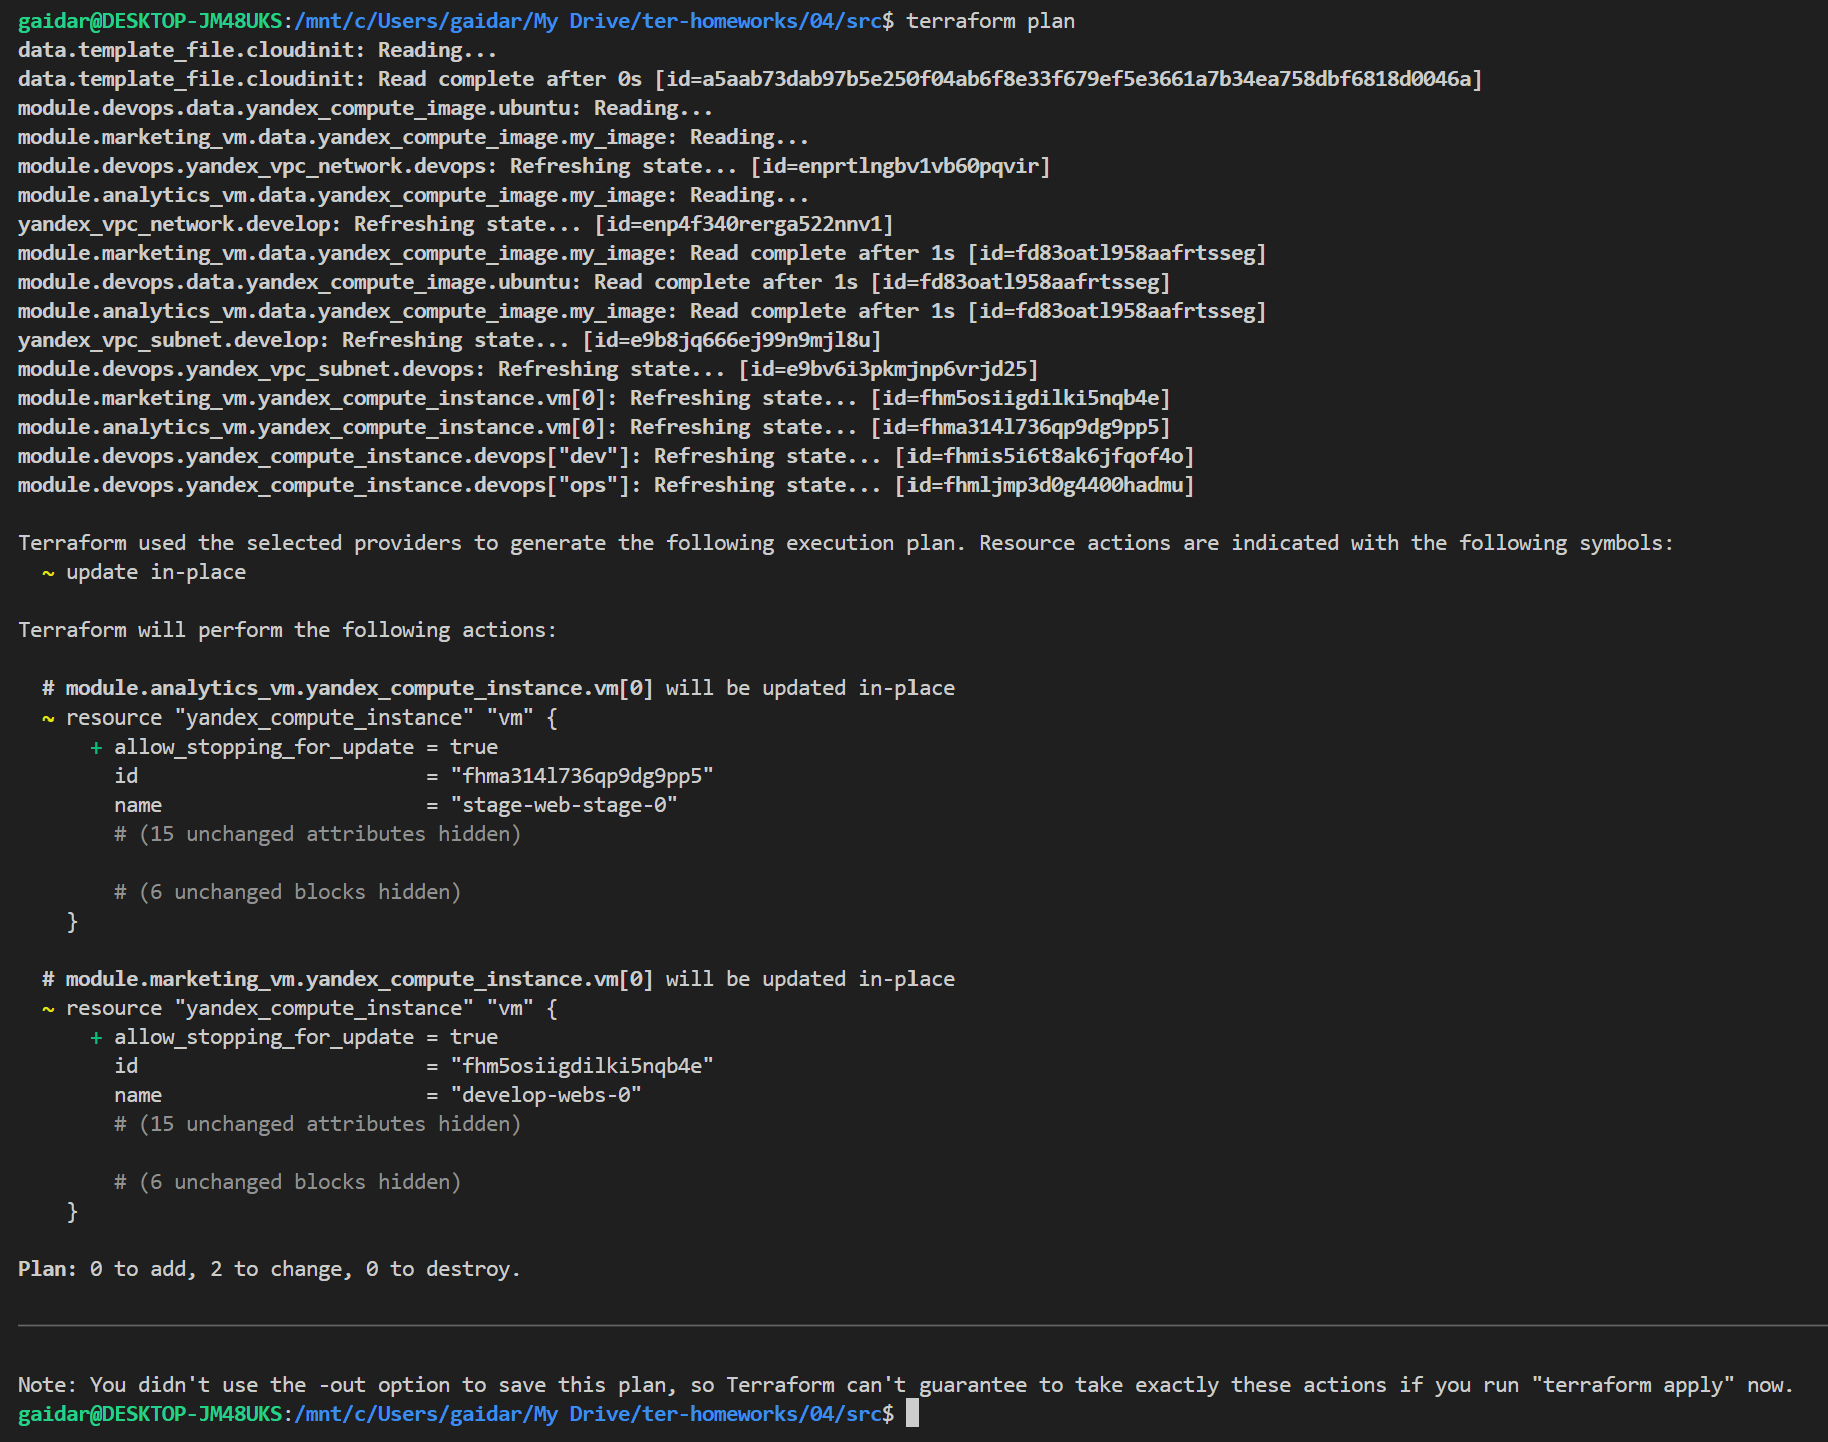 gaidar@DESKTOP-JM48UKS:/mnt/c/Users/gaidar/My Drive/ter-homeworks/04/src$ terraform plan
data.template_file.cloudinit: Reading...
data.template_file.cloudinit: Read complete after 0s [id=a5aab73dab97b5e250f04ab6f8e33f679ef5e3661a7b34ea758dbf6818d0046a]
module.devops.data.yandex_compute_image.ubuntu: Reading...
module.marketing_vm.data.yandex_compute_image.my_image: Reading...
module.devops.yandex_vpc_network.devops: Refreshing state... [id=enprtlngbv1vb60pqvir]
module.analytics_vm.data.yandex_compute_image.my_image: Reading...
yandex_vpc_network.develop: Refreshing state... [id=enp4f340rerga522nnv1]
module.marketing_vm.data.yandex_compute_image.my_image: Read complete after 1s [id=fd83oatl958aafrtsseg]
module.devops.data.yandex_compute_image.ubuntu: Read complete after 1s [id=fd83oatl958aafrtsseg]
module.analytics_vm.data.yandex_compute_image.my_image: Read complete after 1s [id=fd83oatl958aafrtsseg]
yandex_vpc_subnet.develop: Refreshing state... [id=e9b8jq666ej99n9mjl8u]
module.devops.yandex_vpc_subnet.devops: Refreshing state... [id=e9bv6i3pkmjnp6vrjd25]
module.marketing_vm.yandex_compute_instance.vm[0]: Refreshing state... [id=fhm5osiigdilki5nqb4e]
module.analytics_vm.yandex_compute_instance.vm[0]: Refreshing state... [id=fhma314l736qp9dg9pp5]
module.devops.yandex_compute_instance.devops["dev"]: Refreshing state... [id=fhmis5i6t8ak6jfqof4o]
module.devops.yandex_compute_instance.devops["ops"]: Refreshing state... [id=fhmljmp3d0g4400hadmu]
Terraform used the selected providers to generate the following execution plan. Resource actions are indicated with the following symbols:
~ update in-place
Terraform will perform the following actions:
# module.analytics_vm.yandex_compute_instance.vm[0] will be updated in-place
~ resource "yandex_compute_instance" "vm" {
+ allow_stopping_for_update = true
id = "fhma314l736qp9dg9pp5"
name = "stage-web-stage-0"
# (15 unchanged attributes hidden)
# (6 unchanged blocks hidden)
}
# module.marketing_vm.yandex_compute_instance.vm[0] will be updated in-place
~ resource "yandex_compute_instance" "vm" {
+ allow_stopping_for_update = true
id = "fhm5osiigdilki5nqb4e"
name = "develop-webs-0"
# (15 unchanged attributes hidden)
# (6 unchanged blocks hidden)
}
Plan: 0 to add, 2 to change, 0 to destroy.
Note: You didn't use the -out option to save this plan, so Terraform can't guarantee to take exactly these actions if you run "terraform apply" now.
gaidar@DESKTOP-JM48UKS:/mnt/c/Users/gaidar/My Drive/ter-homeworks/04/src$